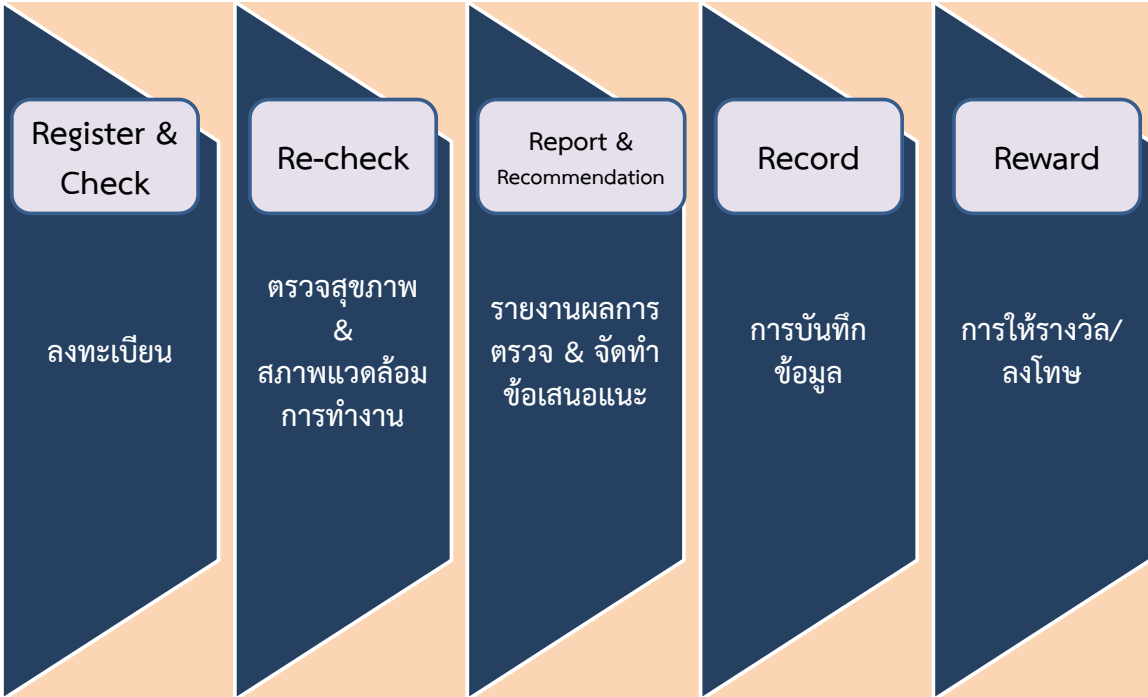 Register &
Check
ลงทะเบียน
Re-check
ตรวจสุขภาพ
&
สภาพแวดล้อม
การทำงาน
Report &
Recommendation
รายงานผลการ
ตรวจ & จัดทำ
ข้อเสนอแนะ
Record
การบันทึก
ข้อมูล
Reward
การให้รางวัล/
ลงโทษ